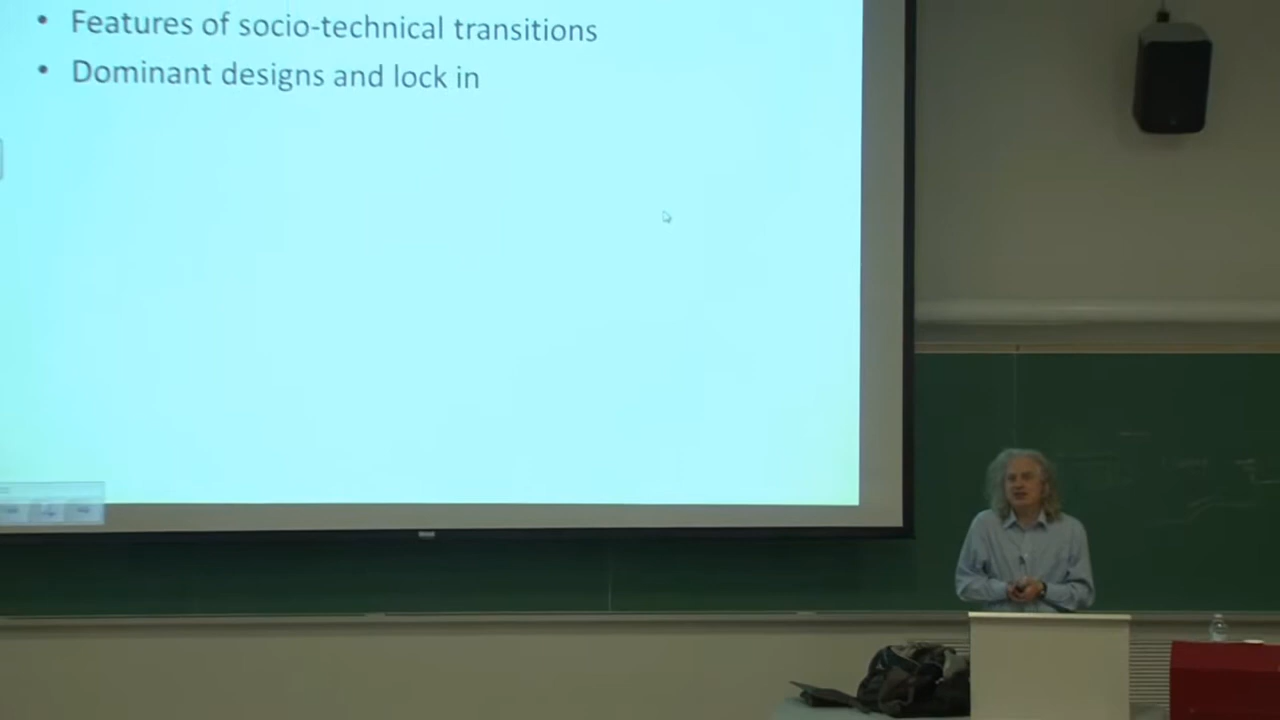 • Features of socio-technical transitions
• Dominant designs and lock in